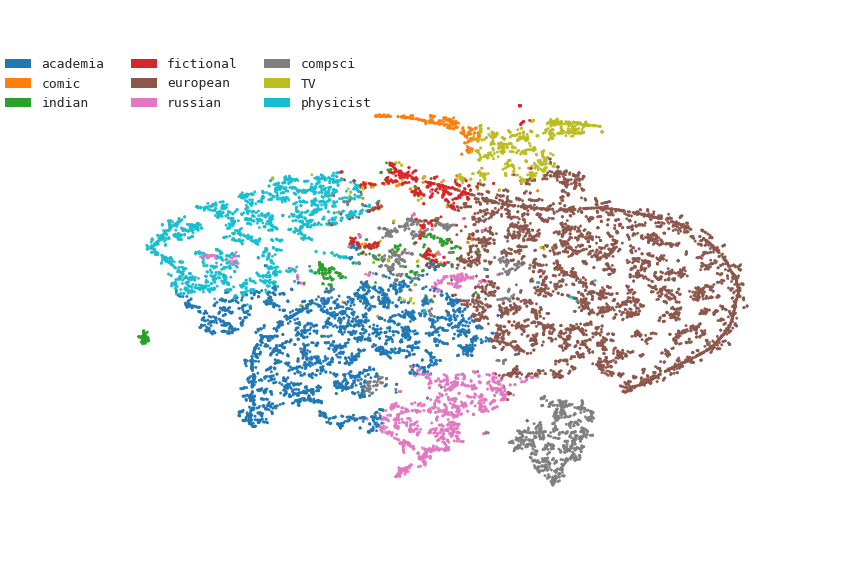 academia fictional compsci
comic european TV
indian russian physicist